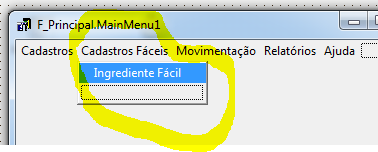 F_Principal.MainMenu1
Cadastros Cadastros Fáceis Movimentação Relatórios Ajuda
Ingrediente Fácil